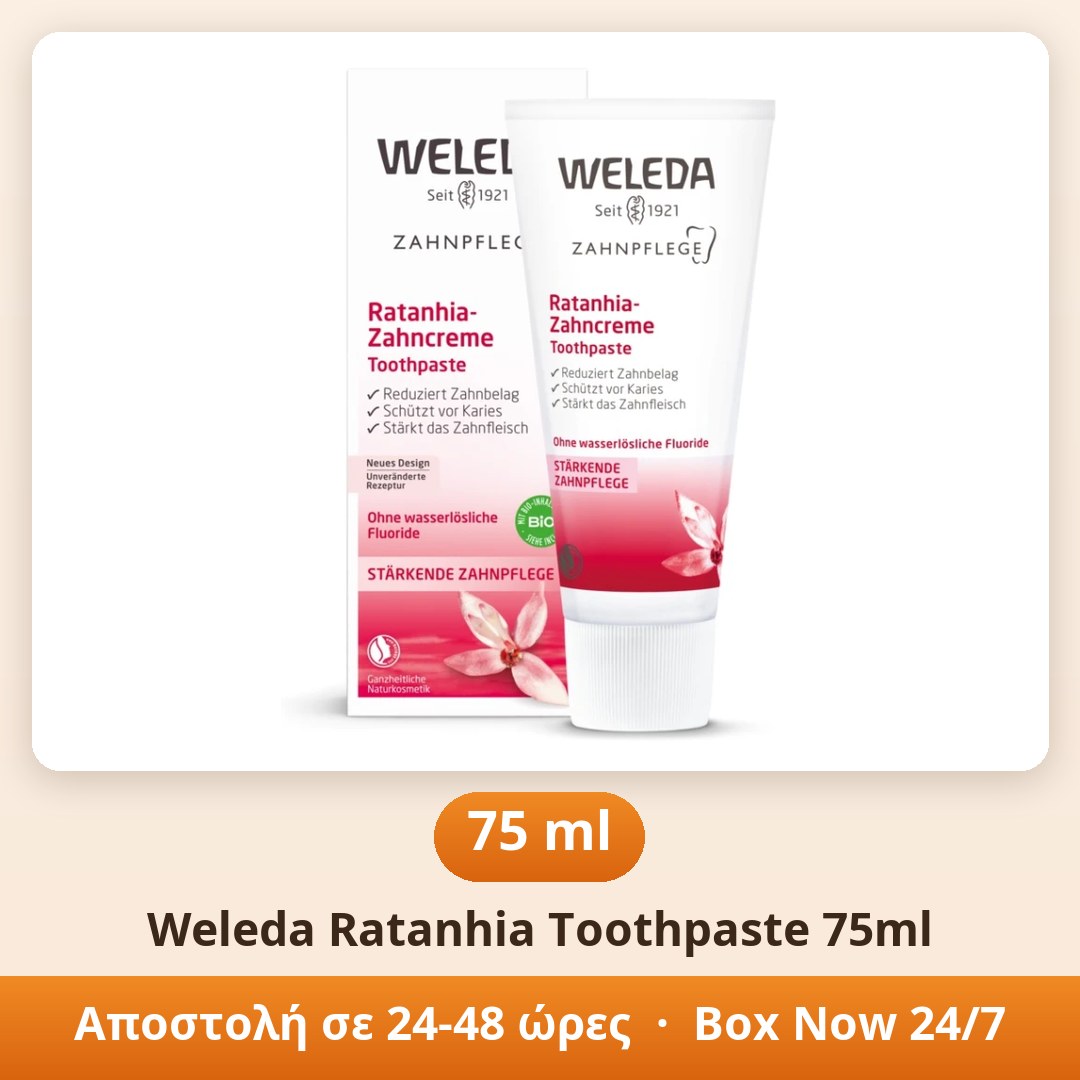 WELE
Seit 1921
ZAHNPFLEG
Ratanhia-
Zahncreme
Toothpaste
✓ Reduziert Zahnbelag
✓ Schützt vor Karies
✓ Stärkt das Zahnfleisch
Neues Design
Unveränderte
Rezeptur
Ohne wasserlösliche
Fluoride
BIO
STÄRKENDE ZAHNPFLEGE
Ganzheitliche
Naturkosmetik
WELEDA
Seit 1921
ZAHNPFLEGE
Ratanhia-
Zahncreme
Toothpaste
✓ Reduziert Zahnbelag
✓ Schützt vor Karies
✓ Stärkt das Zahnfleisch
Ohne wasserlösliche Fluoride
STÄRKENDE
ZAHNPFLEGE
75 ml
Weleda Ratanhia Toothpaste 75ml
Αποστολή σε 24-48 ώρες · Box Now 24/7